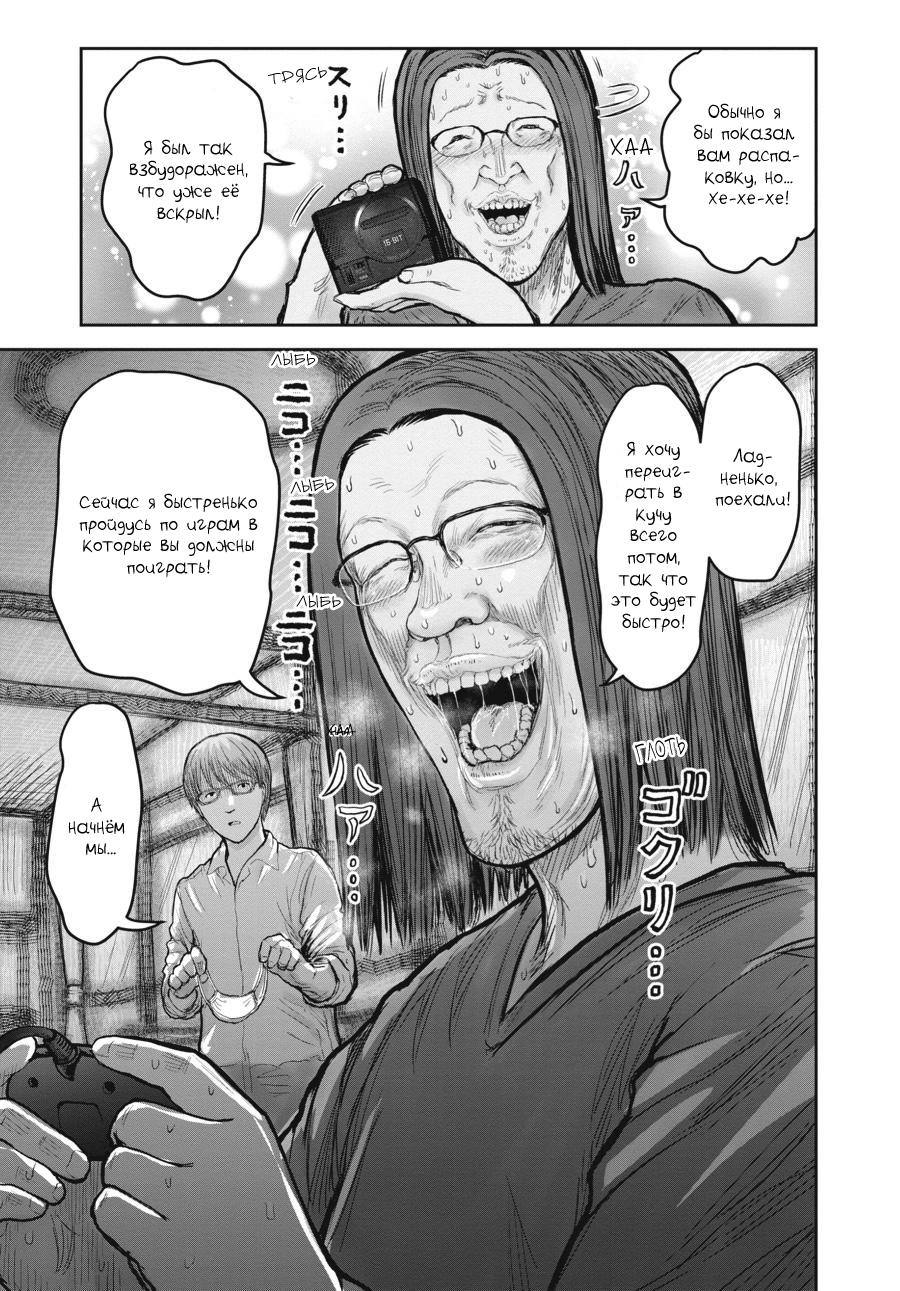 Обычно я
бы показал
вам распа-
ковку, но...
Хе-хе-хе!
ХАА
ハァ...
16-BIT
ТРЯСЬ
スリ...
Я был так
взбудоражен,
что уже её
вскрыл!
Лад-
ненько,
поехали!
Я хочу
переиг-
рать в
кучу
всего
потом,
так что
это будет
быстро!
ЛЫБЬ
ニコ...
ЛЫБЬ
ニコ...
ЛЫБЬ
ニコ...
Сейчас я быстренько
пройдусь по играм в
которые вы должны
поиграть!
ГЛОТЬ
ゴクリ...
ХАА
ハァ...
А
начнём
мы...